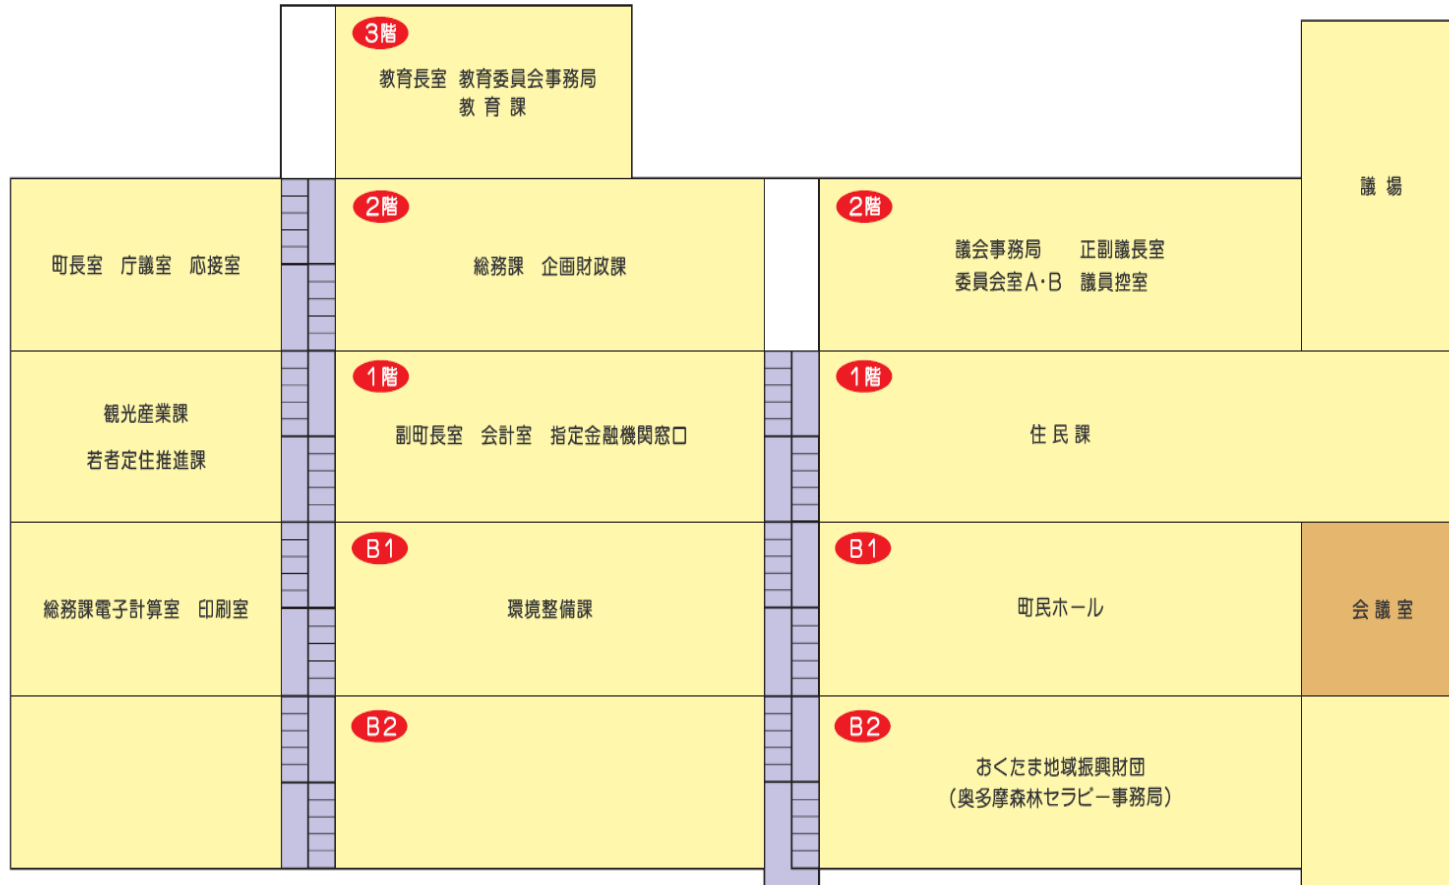 3階
教育長室 教育委員会事務局
教育課
議場
町長室 庁議室 応接室
2階
総務課 企画財政課
2階
議会事務局 正副議長室
委員会室A・B 議員控室
観光産業課
若者定住推進課
1階
副町長室 会計室 指定金融機関窓口
1階
住民課
総務課電子計算室 印刷室
B1
環境整備課
B1
町民ホール
会議室
B2
B2
おくたま地域振興財団
(奥多摩森林セラピー事務局)